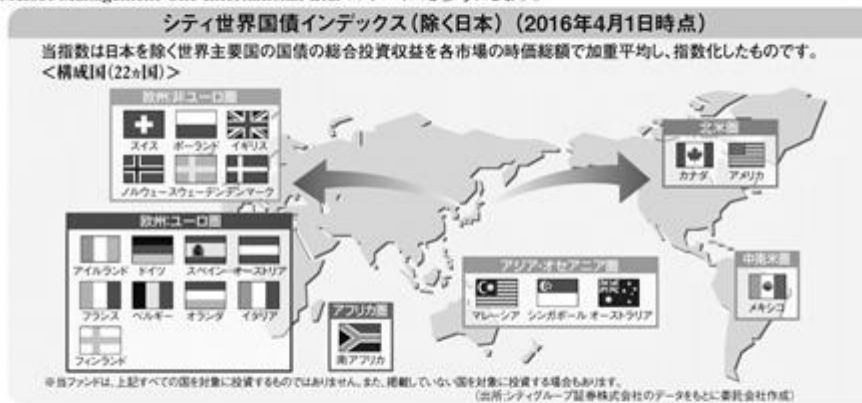 シティ世界国債インデックス(除く日本)(2016年4月1日時点)
当指数は日本を除く世界主要国の国債の総合投資収益を各市場の時価総額で加重平均し、指数化したものです。
<構成国(22ヵ国)>
欧州:非ユーロ圏
スイス ポーランド イギリス
ノルウェー スウェーデン デンマーク
北米圏
カナダ アメリカ
欧州:ユーロ圏
アイルランド ドイツ スペイン オーストリア
フランス ベルギー オランダ イタリア
フィンランド
アフリカ圏
南アフリカ
アジア・オセアニア圏
マレーシア シンガポール オーストラリア
中南米圏
メキシコ
※当ファンドは、上記すべての国を対象に投資するものではありません。また、掲載していない国を対象に投資する場合もあります。
(出所:シティグループ証券株式会社のデータをもとに委託会社作成)